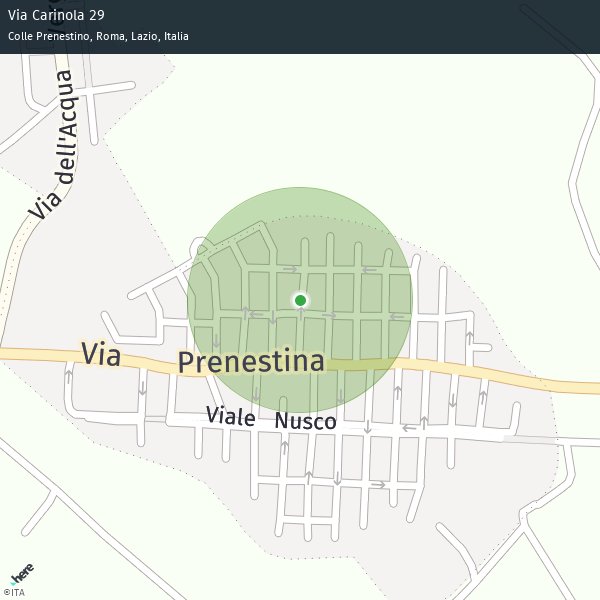 Via Carinola 29
Colle Prenestino, Roma, Lazio, Italia
Via dell'Acqua
Via Prenestina
Viale Nusco
here
©ITA